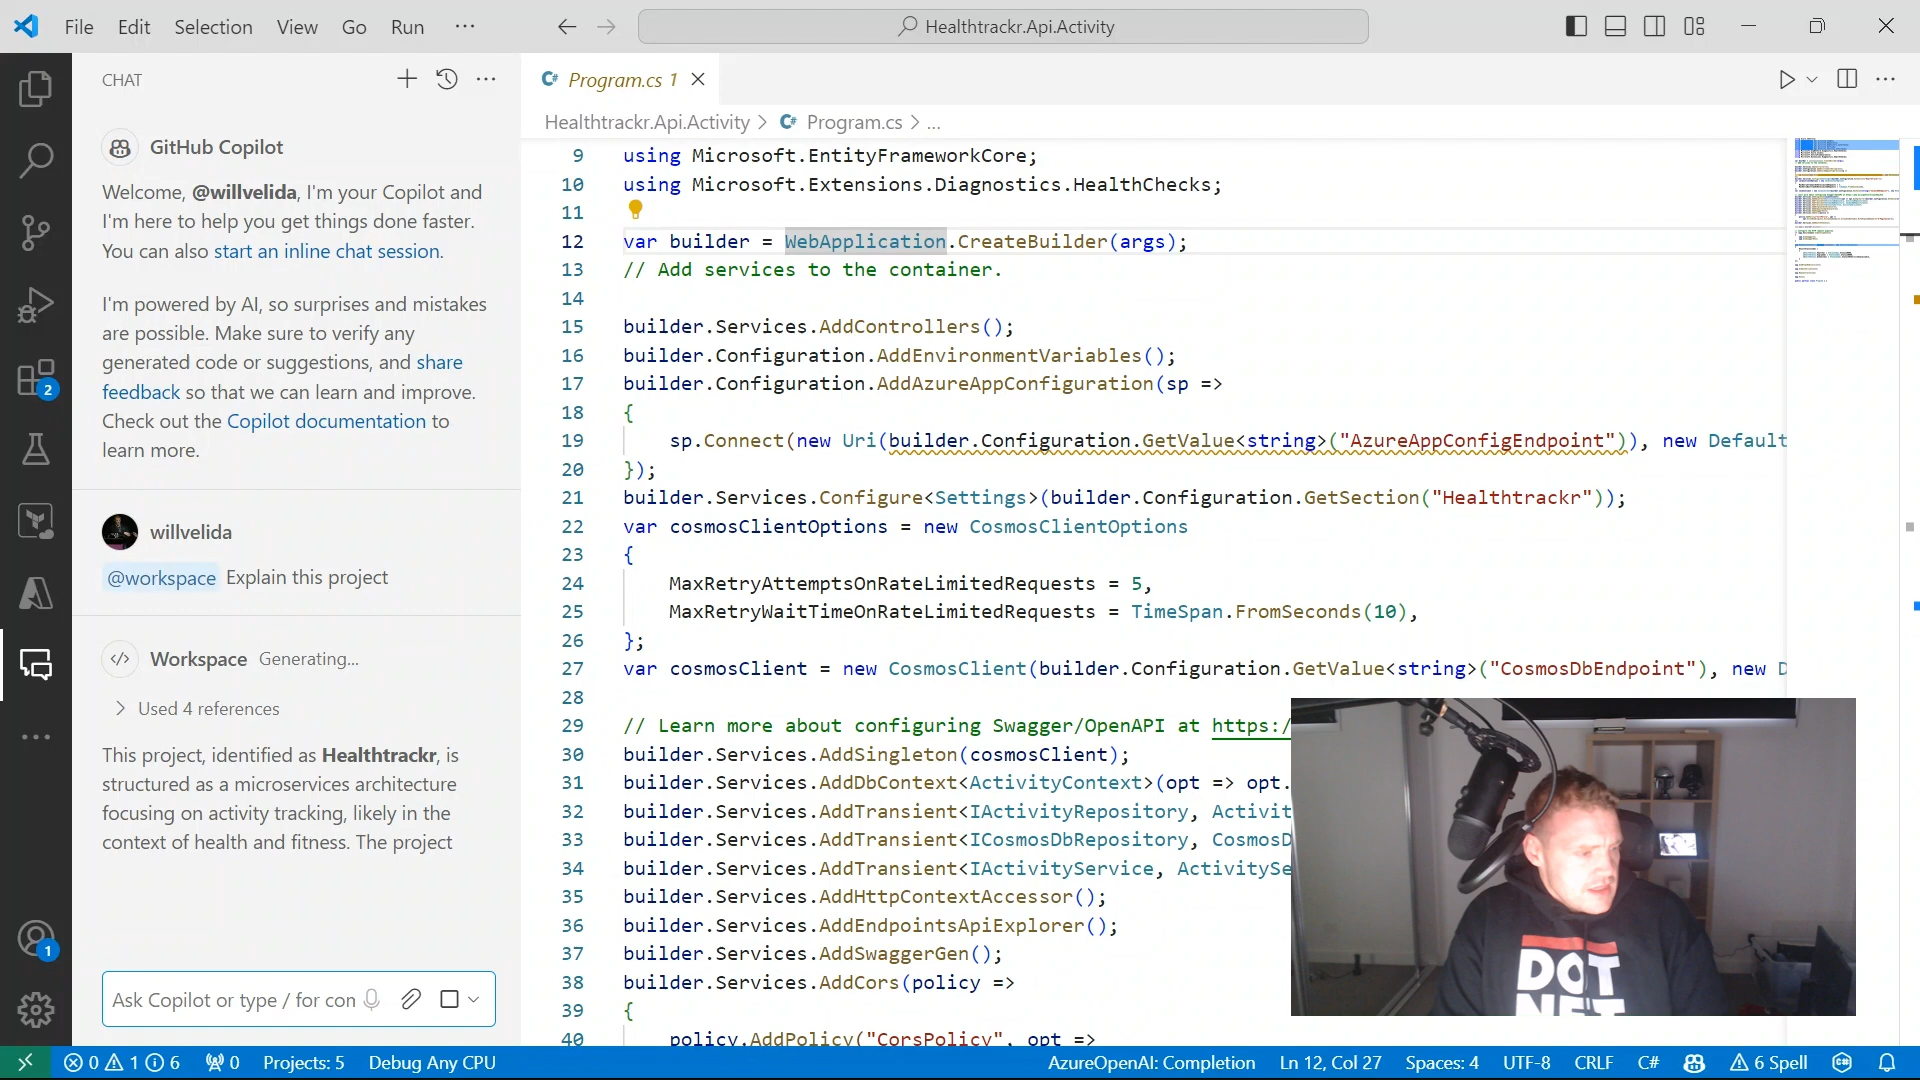 File Edit Selection View Go Run ···
Healthtrackr.Api.Activity
CHAT
GitHub Copilot
Welcome, @willvelida, I'm your Copilot and
I'm here to help you get things done faster.
You can also start an inline chat session.
I'm powered by AI, so surprises and mistakes
are possible. Make sure to verify any
generated code or suggestions, and share
feedback so that we can learn and improve.
Check out the Copilot documentation to
learn more.
willvelida
@workspace Explain this project
Workspace Generating...
Used 4 references
This project, identified as Healthtrackr, is
structured as a microservices architecture
focusing on activity tracking, likely in the
context of health and fitness. The project
Ask Copilot or type / for con
2
1
C# Program.cs 1
Healthtrackr.Api.Activity > C# Program.cs > ...
9 using Microsoft.EntityFrameworkCore;
10 using Microsoft.Extensions.Diagnostics.HealthChecks;
11
12 var builder = WebApplication.CreateBuilder(args);
13 // Add services to the container.
14
15 builder.Services.AddControllers();
16 builder.Configuration.AddEnvironmentVariables();
17 builder.Configuration.AddAzureAppConfiguration(sp =>
18 {
19 sp.Connect(new Uri(builder.Configuration.GetValue<string>("AzureAppConfigEndpoint")), new Default
20 });
21 builder.Services.Configure<Settings>(builder.Configuration.GetSection("Healthtrackr"));
22 var cosmosClientOptions = new CosmosClientOptions
23 {
24 MaxRetryAttemptsOnRateLimitedRequests = 5,
25 MaxRetryWaitTimeOnRateLimitedRequests = TimeSpan.FromSeconds(10),
26 };
27 var cosmosClient = new CosmosClient(builder.Configuration.GetValue<string>("CosmosDbEndpoint"), new D
28
29 // Learn more about configuring Swagger/OpenAPI at https:/
30 builder.Services.AddSingleton(cosmosClient);
31 builder.Services.AddDbContext<ActivityContext>(opt => opt.
32 builder.Services.AddTransient<IActivityRepository, Activit
33 builder.Services.AddTransient<ICosmosDbRepository, CosmosD
34 builder.Services.AddTransient<IActivityService, ActivitySe
35 builder.Services.AddHttpContextAccessor();
36 builder.Services.AddEndpointsApiExplorer();
37 builder.Services.AddSwaggerGen();
38 builder.Services.AddCors(policy =>
39 {
40 policy.AddPolicy("CorsPolicy", opt =>
DOT
NET
0 1 6 0 Projects: 5 Debug Any CPU AzureOpenAI: Completion Ln 12, Col 27 Spaces: 4 UTF-8 CRLF C# 6 Spell